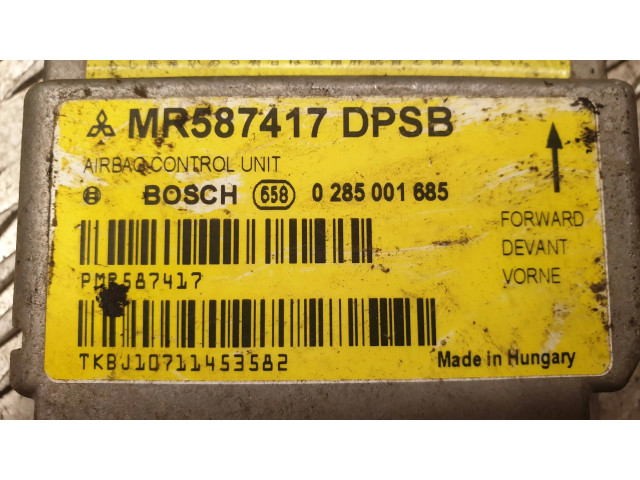 MR587417 DPSB
AIRBAG CONTROL UNIT
BOSCH 658 0 285 001 685
FORWARD
DEVANT
VORNE
PMR587417
TKBJ10711453582
Made in Hungary